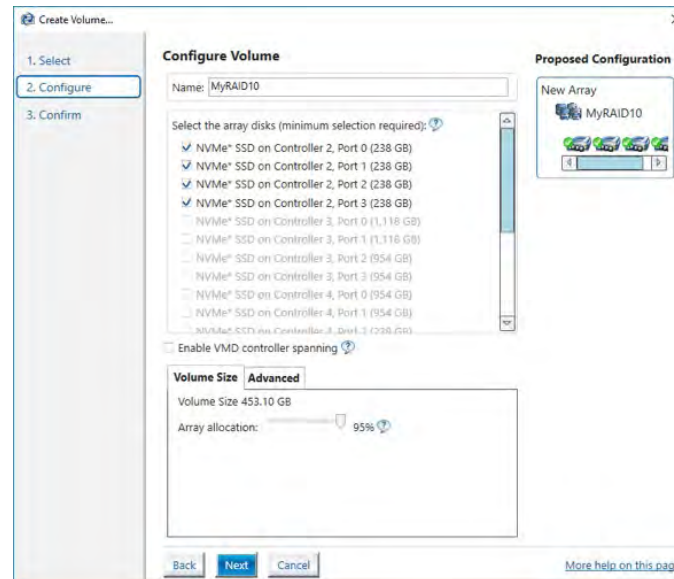 Create Volume...
1. Select
2. Configure
3. Confirm
Configure Volume
Name: MyRAID10
Select the array disks (minimum selection required):
NVMe* SSD on Controller 2, Port 0 (238 GB)
NVMe* SSD on Controller 2, Port 1 (238 GB)
NVMe* SSD on Controller 2, Port 2 (238 GB)
NVMe* SSD on Controller 2, Port 3 (238 GB)
NVMe* SSD on Controller 3, Port 0 (1,118 GB)
NVMe* SSD on Controller 3, Port 1 (1,118 GB)
NVMe* SSD on Controller 3, Port 2 (954 GB)
NVMe* SSD on Controller 3, Port 3 (954 GB)
NVMe* SSD on Controller 4, Port 0 (954 GB)
NVMe* SSD on Controller 4, Port 1 (954 GB)
NVMe* SSD on Controller 4, Port
Enable VMD controller spanning
Volume Size Advanced
Volume Size 453.10 GB
Array allocation: 95%
Back Next Cancel
Proposed Configuration
New Array
MyRAID10
More help on this pag